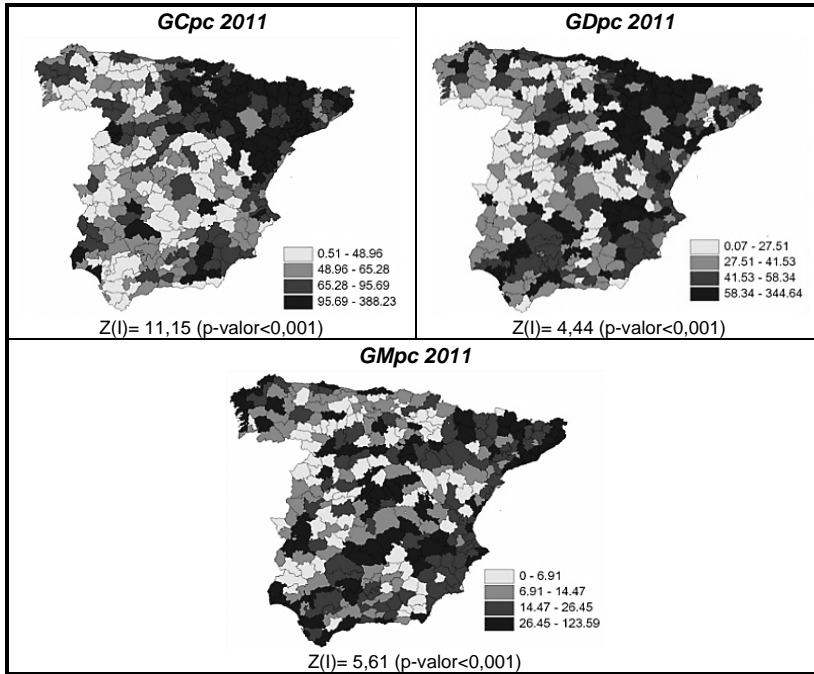 GCpc 2011
0.51 - 48.96
48.96 - 65.28
65.28 - 95.69
95.69 - 388.23
Z(I)= 11,15 (p-valor<0,001)
GDpc 2011
0.07 - 27.51
27.51 - 41.53
41.53 - 58.34
58.34 - 344.64
Z(I)= 4,44 (p-valor<0,001)
GMpc 2011
0 - 6.91
6.91 - 14.47
14.47 - 26.45
26.45 - 123.59
Z(I)= 5,61 (p-valor<0,001)